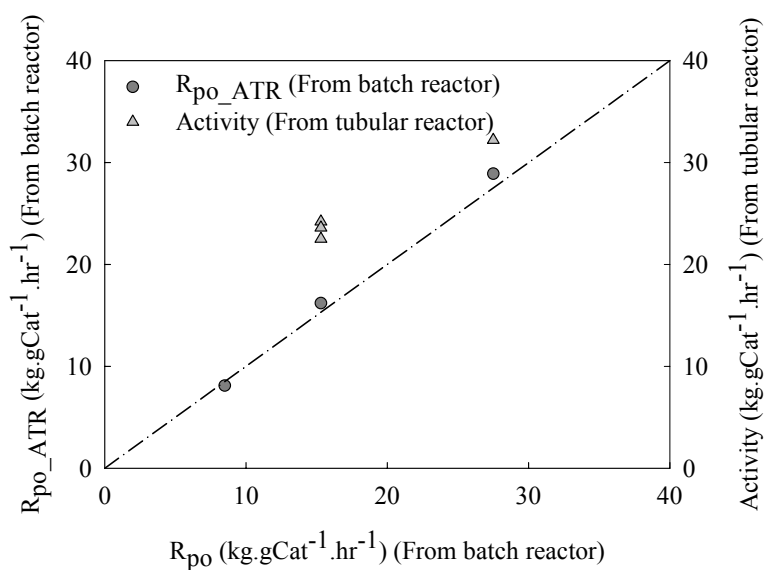 40
30
20
10
0
R_po_ATR (kg.gCat⁻¹.hr⁻¹) (From batch reactor)
R_po_ATR (From batch reactor)
Activity (From tubular reactor)
40
30
20
10
0
Activity (kg.gCat⁻¹.hr⁻¹) (From tubular reactor)
0 10 20 30 40
R_po (kg.gCat⁻¹.hr⁻¹) (From batch reactor)